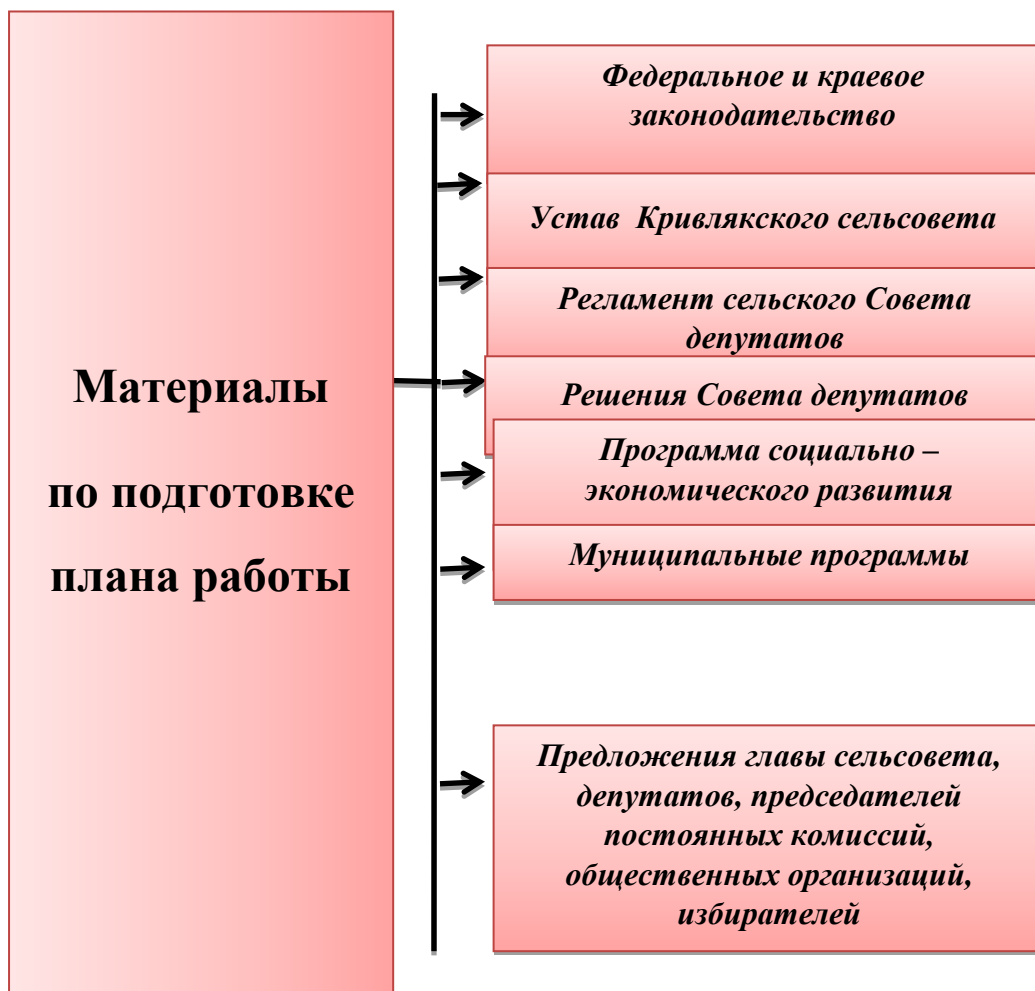 Материалы
по подготовке
плана работы
Федеральное и краевое
законодательство
Устав Кривлякского сельсовета
Регламент сельского Совета
депутатов
Решения Совета депутатов
Программа социально –
экономического развития
Муниципальные программы
Предложения главы сельсовета,
депутатов, председателей
постоянных комиссий,
общественных организаций,
избирателей